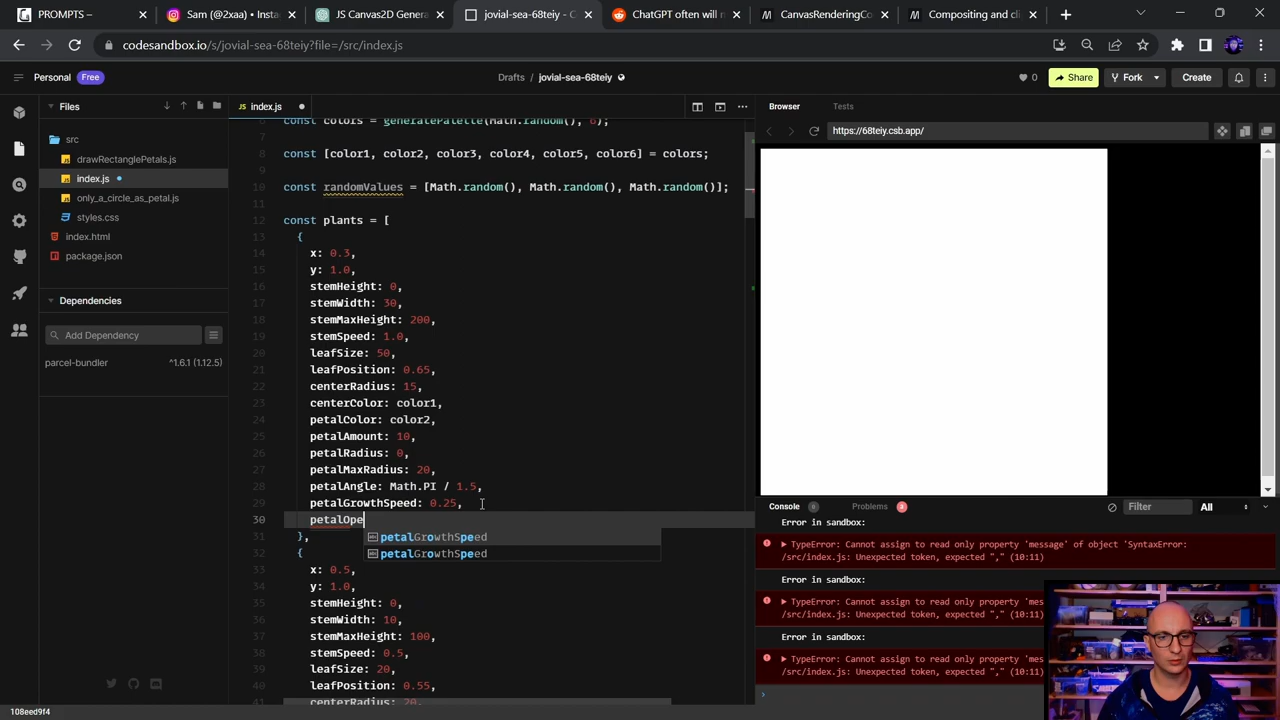 PROMPTS -
Sam (@2xaa) • Insta
JS Canvas2D Genera
jovial-sea-68teiy - C
ChatGPT often will n
CanvasRenderingCo
Compositing and cli
codesandbox.io/s/jovial-sea-68teiy?file=/src/index.js
Personal Free
Drafts / jovial-sea-68teiy
0
Share
Fork
Create
Files
index.js
Browser Tests
https://68teiy.csb.app/
src
drawRectanglePetals.js
index.js
only_a_circle_as_petal.js
styles.css
index.html
package.json
Dependencies
Add Dependency
parcel-bundler ^1.6.1 (1.12.5)
6 const colors = generatePalette(Math.random(), 6);
7
8 const [color1, color2, color3, color4, color5, color6] = colors;
9
10 const randomValues = [Math.random(), Math.random(), Math.random()];
11
12 const plants = [
13 {
14 x: 0.3,
15 y: 1.0,
16 stemHeight: 0,
17 stemWidth: 30,
18 stemMaxHeight: 200,
19 stemSpeed: 1.0,
20 leafSize: 50,
21 leafPosition: 0.65,
22 centerRadius: 15,
23 centerColor: color1,
24 petalColor: color2,
25 petalAmount: 10,
26 petalRadius: 0,
27 petalMaxRadius: 20,
28 petalAngle: Math.PI / 1.5,
29 petalGrowthSpeed: 0.25,
30 petalOpe
petalGrowthSpeed
petalGrowthSpeed
31 },
32 {
33 x: 0.5,
34 y: 1.0,
35 stemHeight: 0,
36 stemWidth: 10,
37 stemMaxHeight: 100,
38 stemSpeed: 0.5,
39 leafSize: 20,
40 leafPosition: 0.55,
41 centerRadius: 20,
Console Problems 3 Filter All
Error in sandbox:
TypeError: Cannot assign to read only property 'message' of object 'SyntaxError:
/src/index.js: Unexpected token, expected "," (10:11)
Error in sandbox:
TypeError: Cannot assign to read only property 'me
/src/index.js: Unexpected token, expected "," (10:
Error in sandbox:
TypeError: Cannot assign to read only property 'me
/src/index.js: Unexpected token, expected "," (10:
108eed9f4